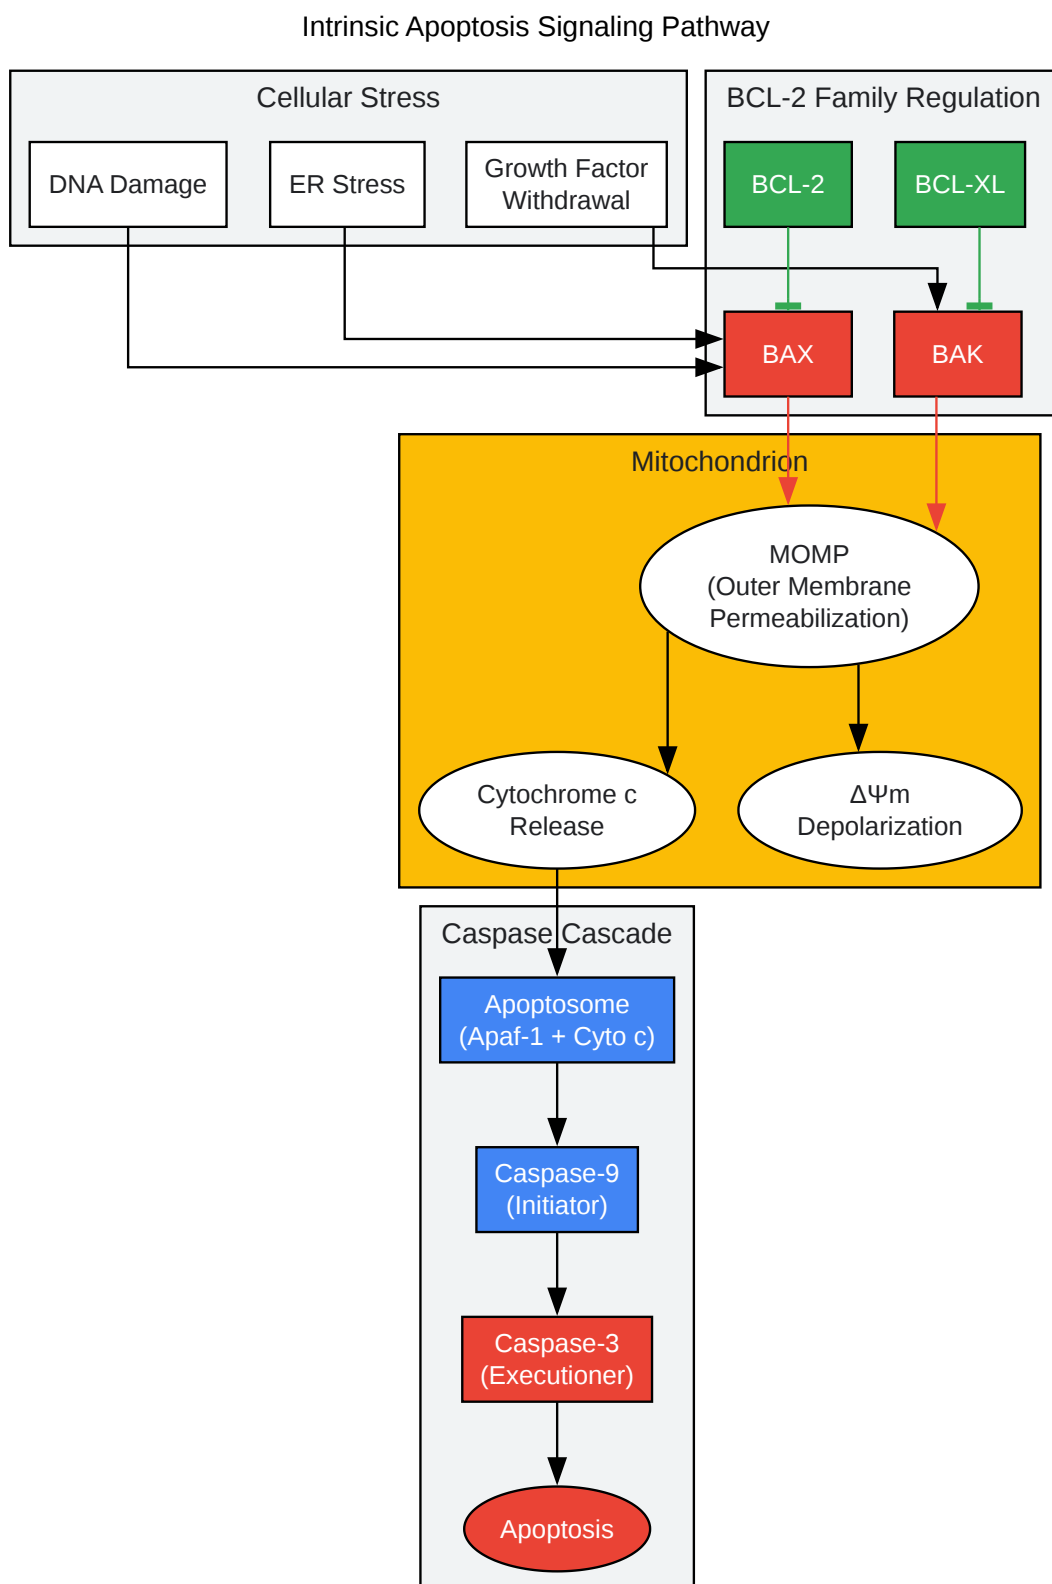 Intrinsic Apoptosis Signaling Pathway
Cellular Stress
BCL-2 Family Regulation
DNA Damage
ER Stress
Growth Factor
Withdrawal
BCL-2
BCL-XL
BAX
BAK
Mitochondrion
MOMP
(Outer Membrane
Permeabilization)
Cytochrome c
Release
ΔΨm
Depolarization
Caspase Cascade
Apoptosome
(Apaf-1 + Cyto c)
Caspase-9
(Initiator)
Caspase-3
(Executioner)
Apoptosis